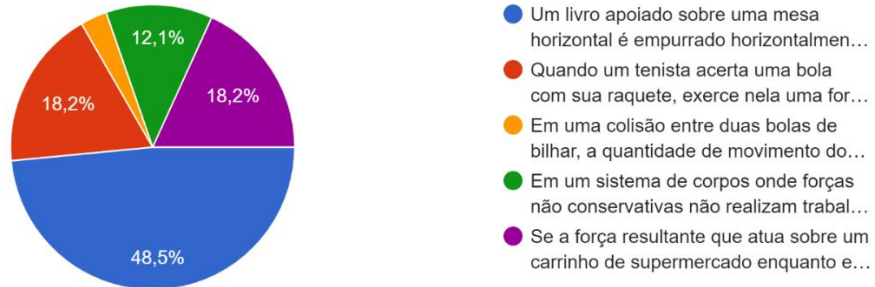 12,1%
18,2%
18,2%
48,5%
Um livro apoiado sobre uma mesa
horizontal é empurrado horizontalmen…
Quando um tenista acerta uma bola
com sua raquete, exerce nela uma for…
Em uma colisão entre duas bolas de
bilhar, a quantidade de movimento do…
Em um sistema de corpos onde forças
não conservativas não realizam trabal…
Se a força resultante que atua sobre um
carrinho de supermercado enquanto e…